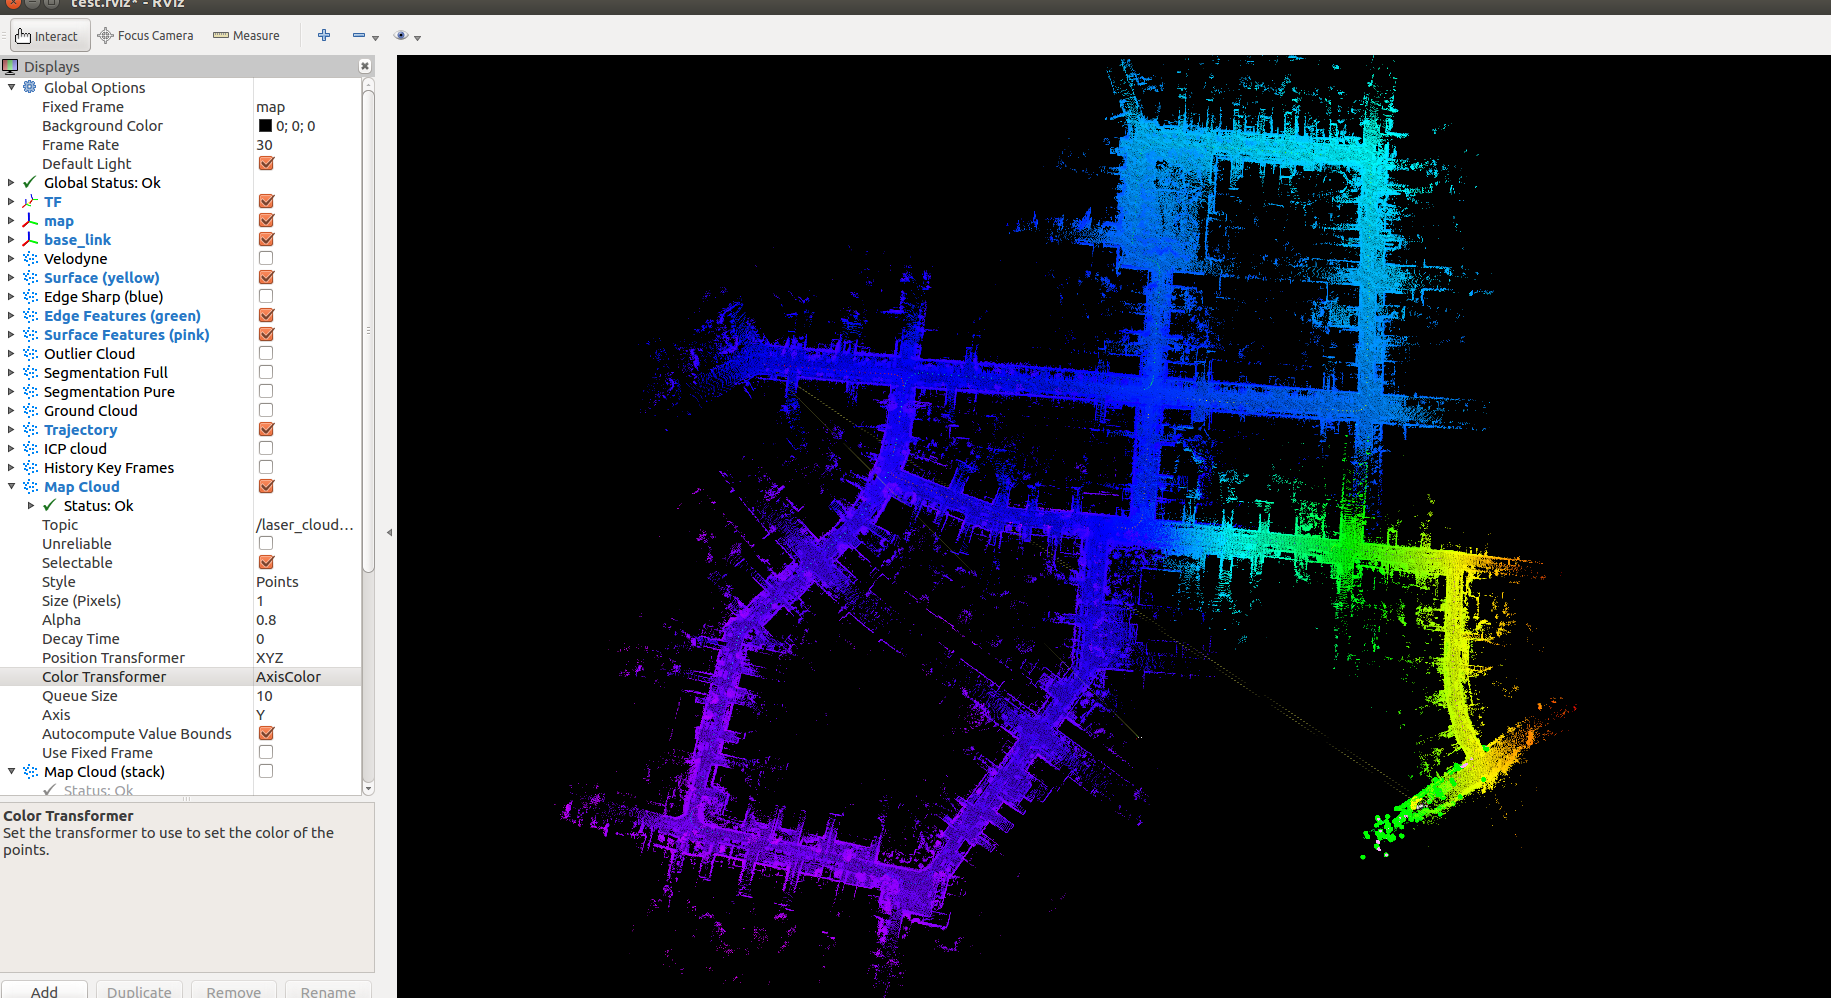 test.rviz* - RViz
Interact Focus Camera Measure
Displays
Global Options
Fixed Frame map
Background Color 0; 0; 0
Frame Rate 30
Default Light
Global Status: Ok
TF
map
base_link
Velodyne
Surface (yellow)
Edge Sharp (blue)
Edge Features (green)
Surface Features (pink)
Outlier Cloud
Segmentation Full
Segmentation Pure
Ground Cloud
Trajectory
ICP cloud
History Key Frames
Map Cloud
Status: Ok
Topic /laser_cloud…
Unreliable
Selectable
Style Points
Size (Pixels) 1
Alpha 0.8
Decay Time 0
Position Transformer XYZ
Color Transformer AxisColor
Queue Size 10
Axis Y
Autocompute Value Bounds
Use Fixed Frame
Map Cloud (stack)
Status: Ok
Color Transformer
Set the transformer to use to set the color of the
points.
Add Duplicate Remove Rename